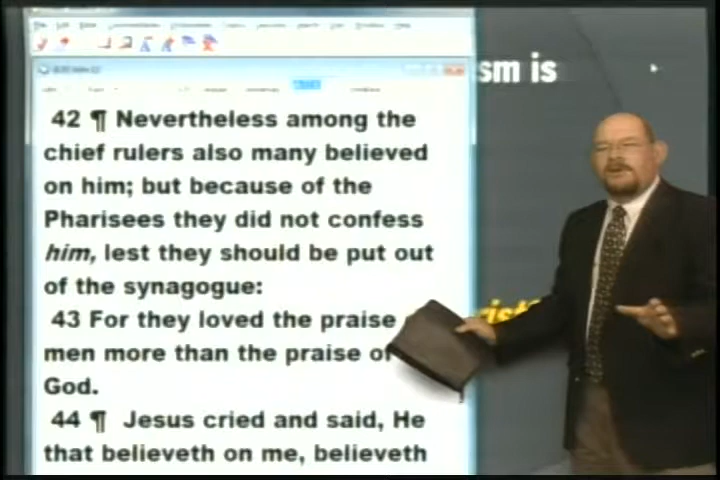 sm is
42 ¶ Nevertheless among the
chief rulers also many believed
on him; but because of the
Pharisees they did not confess
him, lest they should be put out
of the synagogue:
43 For they loved the praise
men more than the praise of
God.
44 ¶ Jesus cried and said, He
that believeth on me, believeth